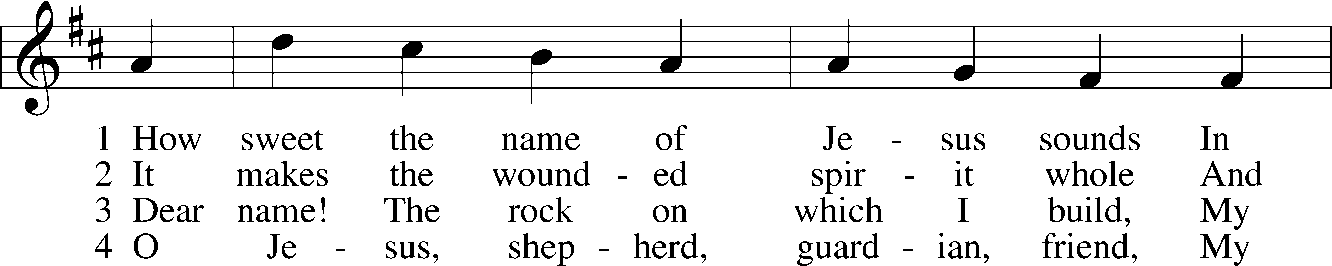 1 How sweet the name of Je - sus sounds In
2 It makes the wound - ed spir - it whole And
3 Dear name! The rock on which I build, My
4 O Je - sus, shep - herd, guard - ian, friend, My